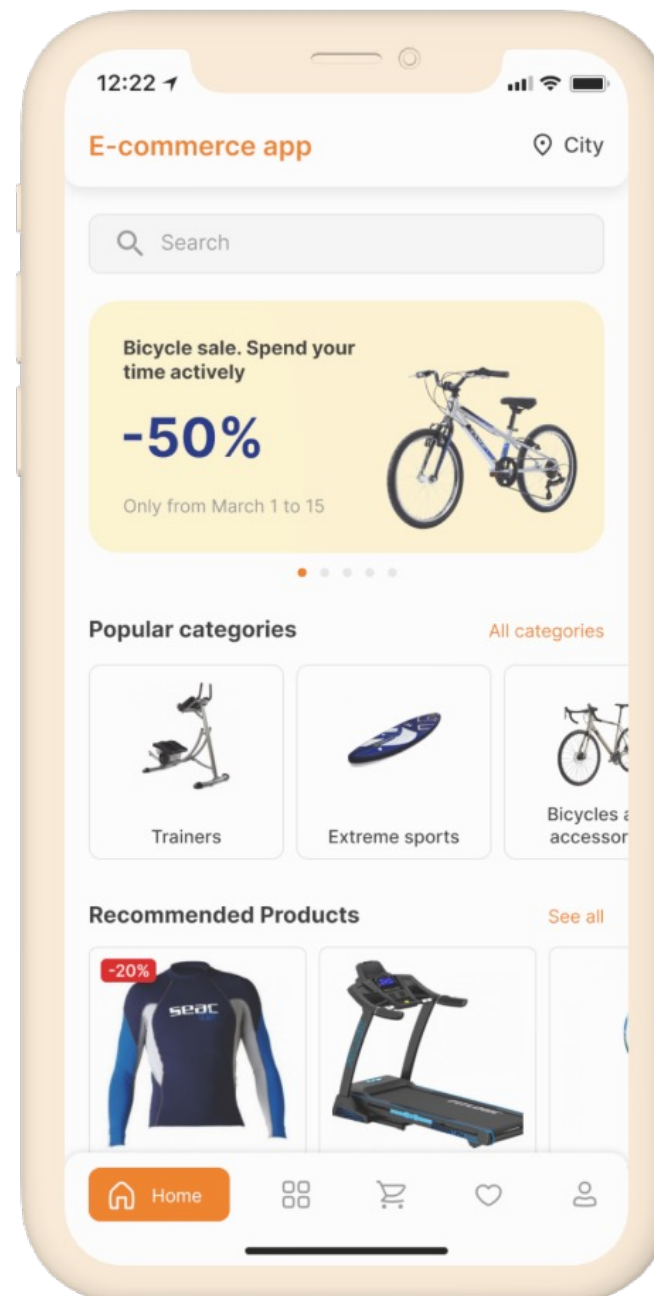 12:22
E-commerce app
City
Search
Bicycle sale. Spend your
time actively
-50%
Only from March 1 to 15
Popular categories
All categories
Trainers
Extreme sports
Bicycles a
accessor
Recommended Products
See all
-20%
seac
Home